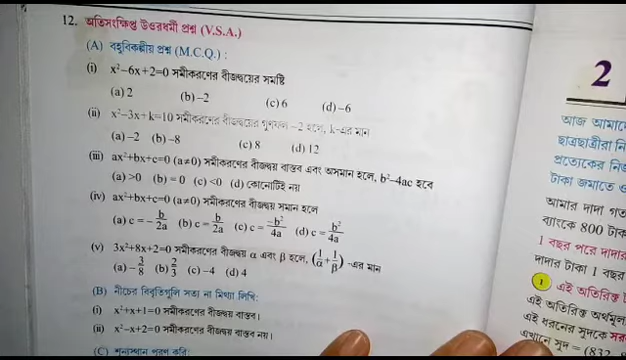 12. অতিসংক্ষিপ্ত উত্তরধর্মী প্রশ্ন (V.S.A.)
(A) বহুবিকল্পীয় প্রশ্ন (M.C.Q.) :
(i) x²−6x+2=0 সমীকরণের বীজদ্বয়ের সমষ্টি
(a) 2 (b) −2 (c) 6 (d) −6
(ii) x²−3x+k=10 সমীকরণের বীজদ্বয়ের গুণফল −2 হলে, k-এর মান
(a) −2 (b) −8 (c) 8 (d) 12
(iii) ax²+bx+c=0 (a≠0) সমীকরণের বীজদ্বয় বাস্তব এবং অসমান হলে, b²−4ac হবে
(a) >0 (b) = 0 (c) <0 (d) কোনোটিই নয়
(iv) ax²+bx+c=0 (a≠0) সমীকরণের বীজদ্বয় সমান হলে
(a) c = −b/2a (b) c = b/2a (c) c = −b²/4a (d) c = b²/4a
(v) 3x²+8x+2=0 সমীকরণের বীজদ্বয় α এবং β হলে, (1/α + 1/β) -এর মান
(a) −3/8 (b) 2/3 (c) −4 (d) 4
(B) নীচের বিবৃতিগুলি সত্য না মিথ্যা লিখি:
(i) x²+x+1=0 সমীকরণের বীজদ্বয় বাস্তব।
(ii) x²−x+2=0 সমীকরণের বীজদ্বয় বাস্তব নয়।
(C) শূন্যস্থান পূরণ করি:
2
আজ আমাদে
ছাত্রছাত্রীরা নি
প্রত্যেকের নিজ
টাকা জমাতে ও
আমার দাদা গত
ব্যাংকে 800 টাক
1 বছর পরে দাদার
দাদার টাকা 1 বছর
1 এই অতিরিক্ত ট
এই অতিরিক্ত অর্থমূল
এই ধরনের সুদকে সর
এখানে সুদ = (832